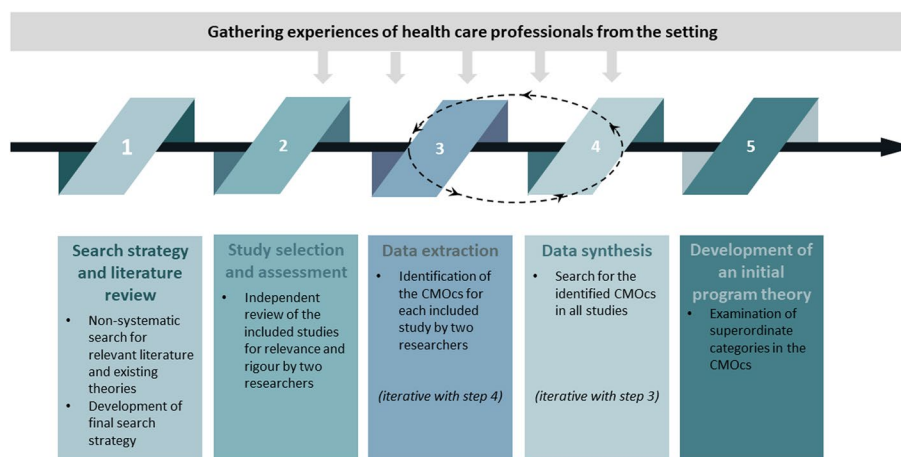 Gathering experiences of health care professionals from the setting
1
2
3
4
5
Search strategy
and literature
review
• Non-systematic
search for
relevant literature
and existing
theories
• Development of
final search
strategy
Study selection
and assessment
• Independent
review of the
included studies
for relevance and
rigour by two
researchers
Data extraction
• Identification of
the CMOcs for
each included
study by two
researchers
(iterative with step 4)
Data synthesis
• Search for the
identified CMOcs
in all studies
(iterative with step 3)
Development of
an initial
program theory
• Examination of
superordinate
categories in the
CMOcs